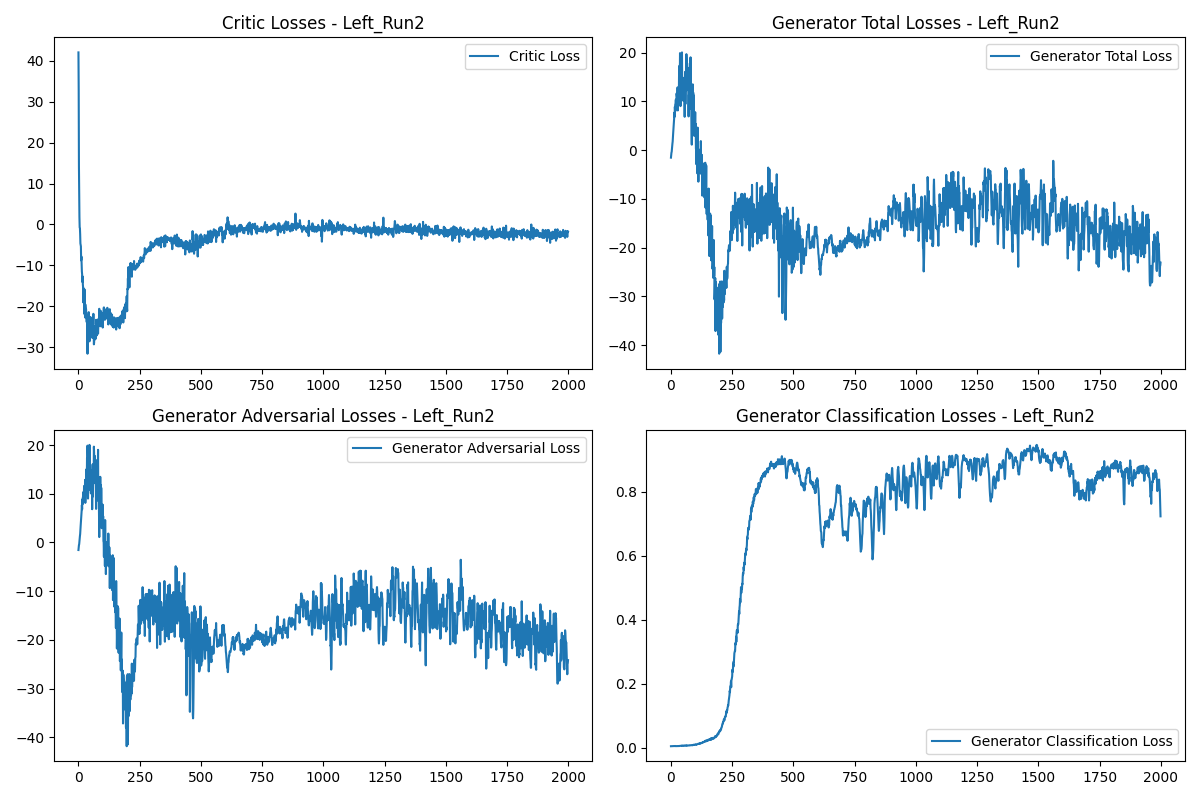 Critic Losses - Left_Run2
Critic Loss
40
30
20
10
0
−10
−20
−30
0 250 500 750 1000 1250 1500 1750 2000
Generator Total Losses - Left_Run2
Generator Total Loss
20
10
0
−10
−20
−30
−40
0 250 500 750 1000 1250 1500 1750 2000
Generator Adversarial Losses - Left_Run2
Generator Adversarial Loss
20
10
0
−10
−20
−30
−40
0 250 500 750 1000 1250 1500 1750 2000
Generator Classification Losses - Left_Run2
0.8
0.6
0.4
0.2
0.0
Generator Classification Loss
0 250 500 750 1000 1250 1500 1750 2000